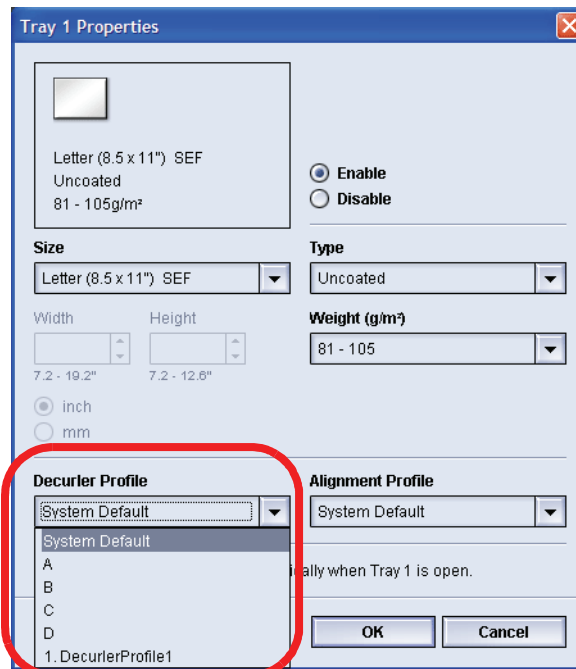 Tray 1 Properties
Letter (8.5 x 11") SEF
Uncoated
81 - 105g/m²
Enable
Disable
Size
Type
Letter (8.5 x 11") SEF
Uncoated
Width
Height
Weight (g/m²)
81 - 105
7.2 - 19.2"
7.2 - 12.6"
inch
mm
Decurler Profile
Alignment Profile
System Default
System Default
System Default
A
B
C
D
1. DecurlerProfile1
ically when Tray 1 is open.
OK
Cancel